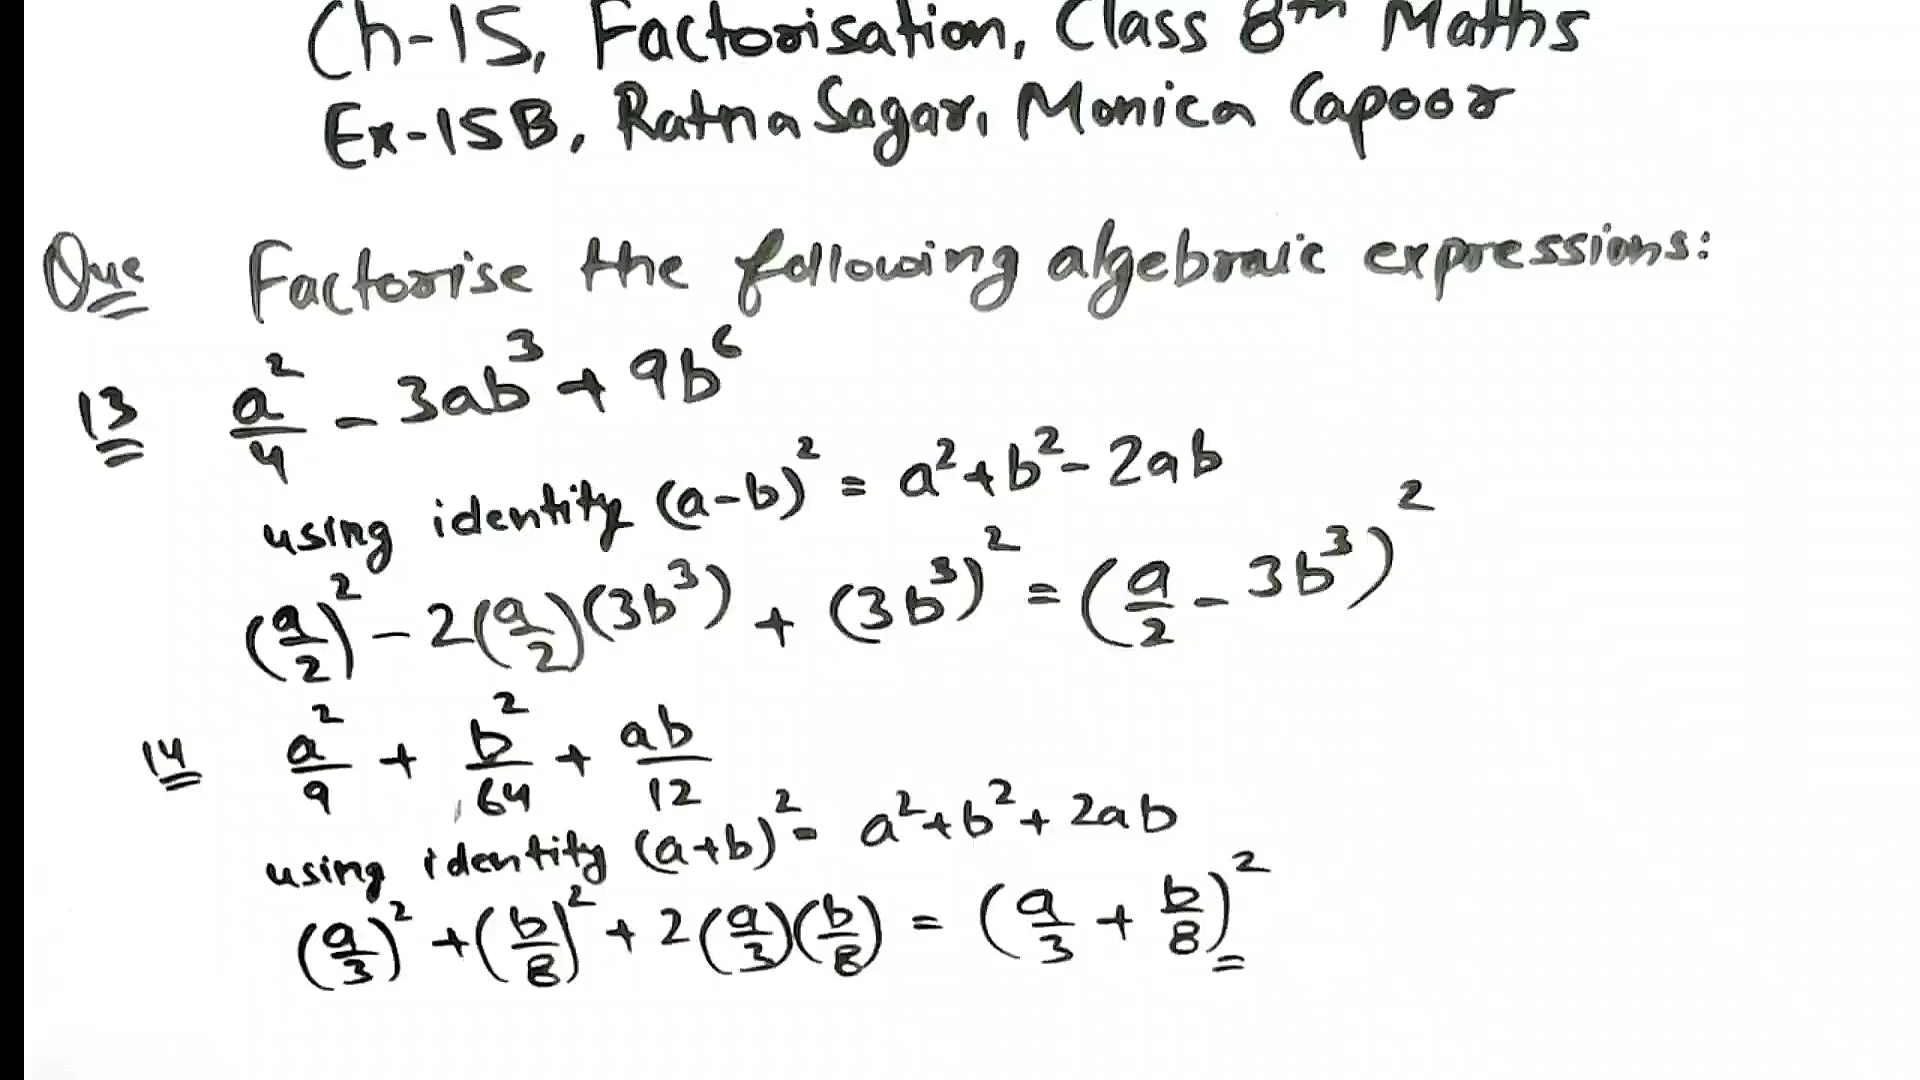 Ch-15, Factorisation, Class 8th Maths
Ex-15B, Ratna Sagar, Monica Capoor
Que Factorise the following algebraic expressions:
13 a²/4 - 3ab³ + 9b⁶
using identity (a-b)² = a²+b²-2ab
(a/2)² - 2(a/2)(3b³) + (3b³)² = (a/2 - 3b³)²
14 a²/9 + b²/64 + ab/12
using identity (a+b)² = a²+b²+2ab
(a/3)² + (b/8)² + 2(a/3)(b/8) = (a/3 + b/8)²